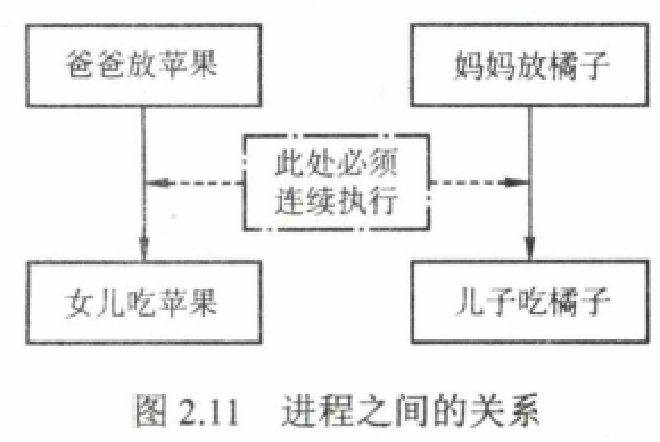 爸爸放苹果
妈妈放橘子
此处必须
连续执行
女儿吃苹果
儿子吃橘子
图 2.11 进程之间的关系